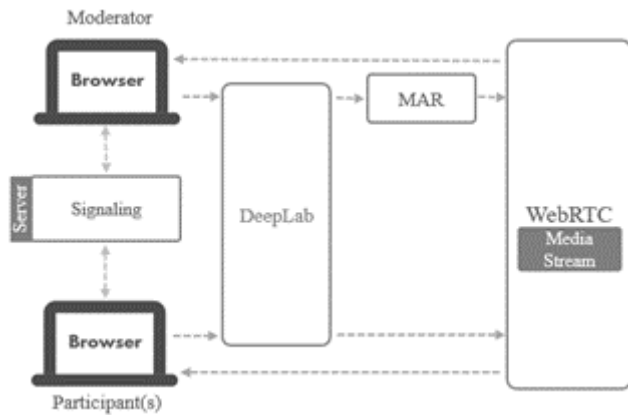 Moderator
Browser
MAR
Server
Signaling
DeepLab
WebRTC
Media
Stream
Browser
Participant(s)